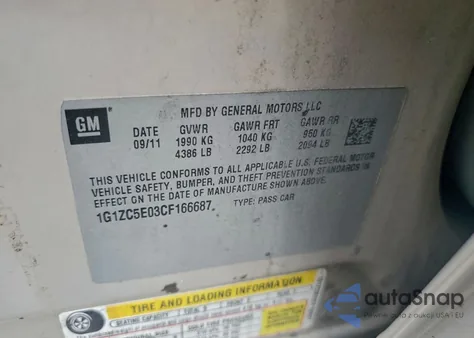 GM
MFD BY GENERAL MOTORS LLC
DATE GVWR GAWR FRT GAWR RR
09/11 1990 KG 1040 KG 950 KG
4386 LB 2292 LB 2094 LB
THIS VEHICLE CONFORMS TO ALL APPLICABLE U.S. FEDERAL MOTOR
VEHICLE SAFETY, BUMPER, AND THEFT PREVENTION STANDARDS IN
EFFECT ON THE DATE OF MANUFACTURE SHOWN ABOVE.
1G1ZC5E03CF166687 TYPE: PASS CAR
TIRE AND LOADING INFORMATION
SEATING CAPACITY
autoSnap